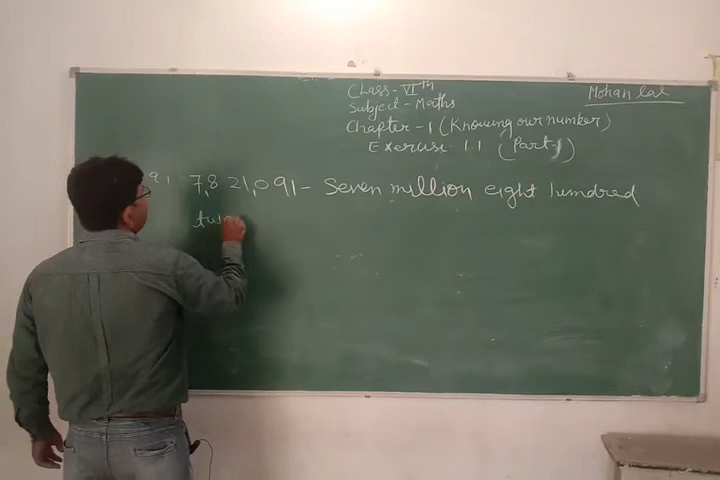 Class-VIth
Mohan Lal
Subject-Maths
Chapter-1 (Knowing our number)
Exercise 1.1 (Part-1)
7,8 21,091- Seven million eight hundred